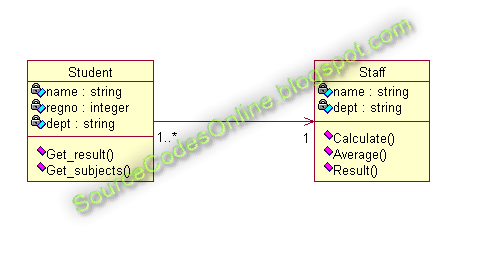 Student
name : string
regno : integer
dept : string
Get_result()
Get_subjects()
1..*
1
Staff
name : string
dept : string
Calculate()
Average()
Result()
SourceCodesOnline.blogspot.com